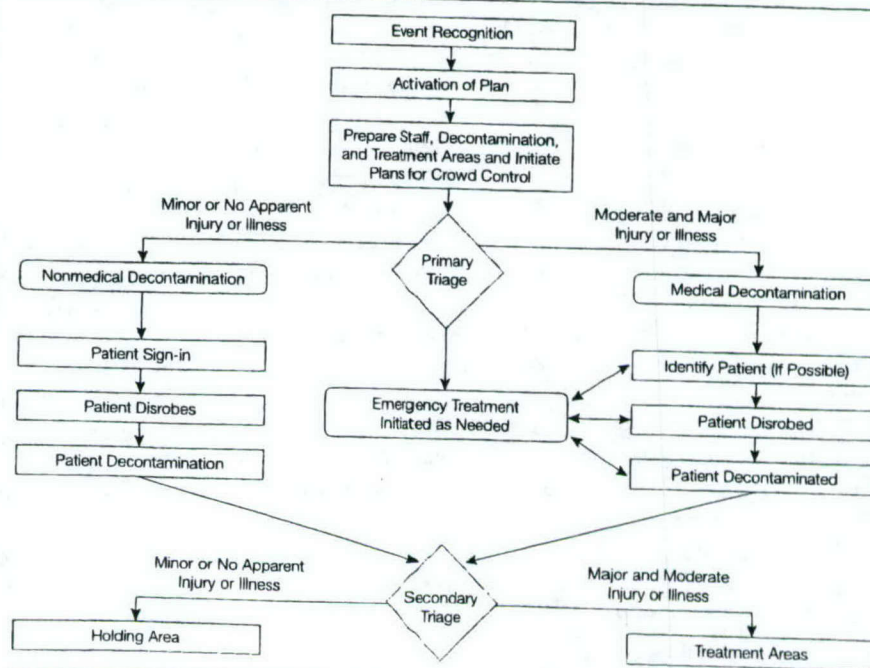 Event Recognition
Activation of Plan
Prepare Staff, Decontamination,
and Treatment Areas and Initiate
Plans for Crowd Control
Minor or No Apparent
Injury or Illness
Moderate and Major
Injury or Illness
Primary
Triage
Nonmedical Decontamination
Medical Decontamination
Patient Sign-in
Identify Patient (If Possible)
Patient Disrobes
Emergency Treatment
Initiated as Needed
Patient Disrobed
Patient Decontamination
Patient Decontaminated
Minor or No Apparent
Injury or Illness
Major and Moderate
Injury or Illness
Secondary
Triage
Holding Area
Treatment Areas